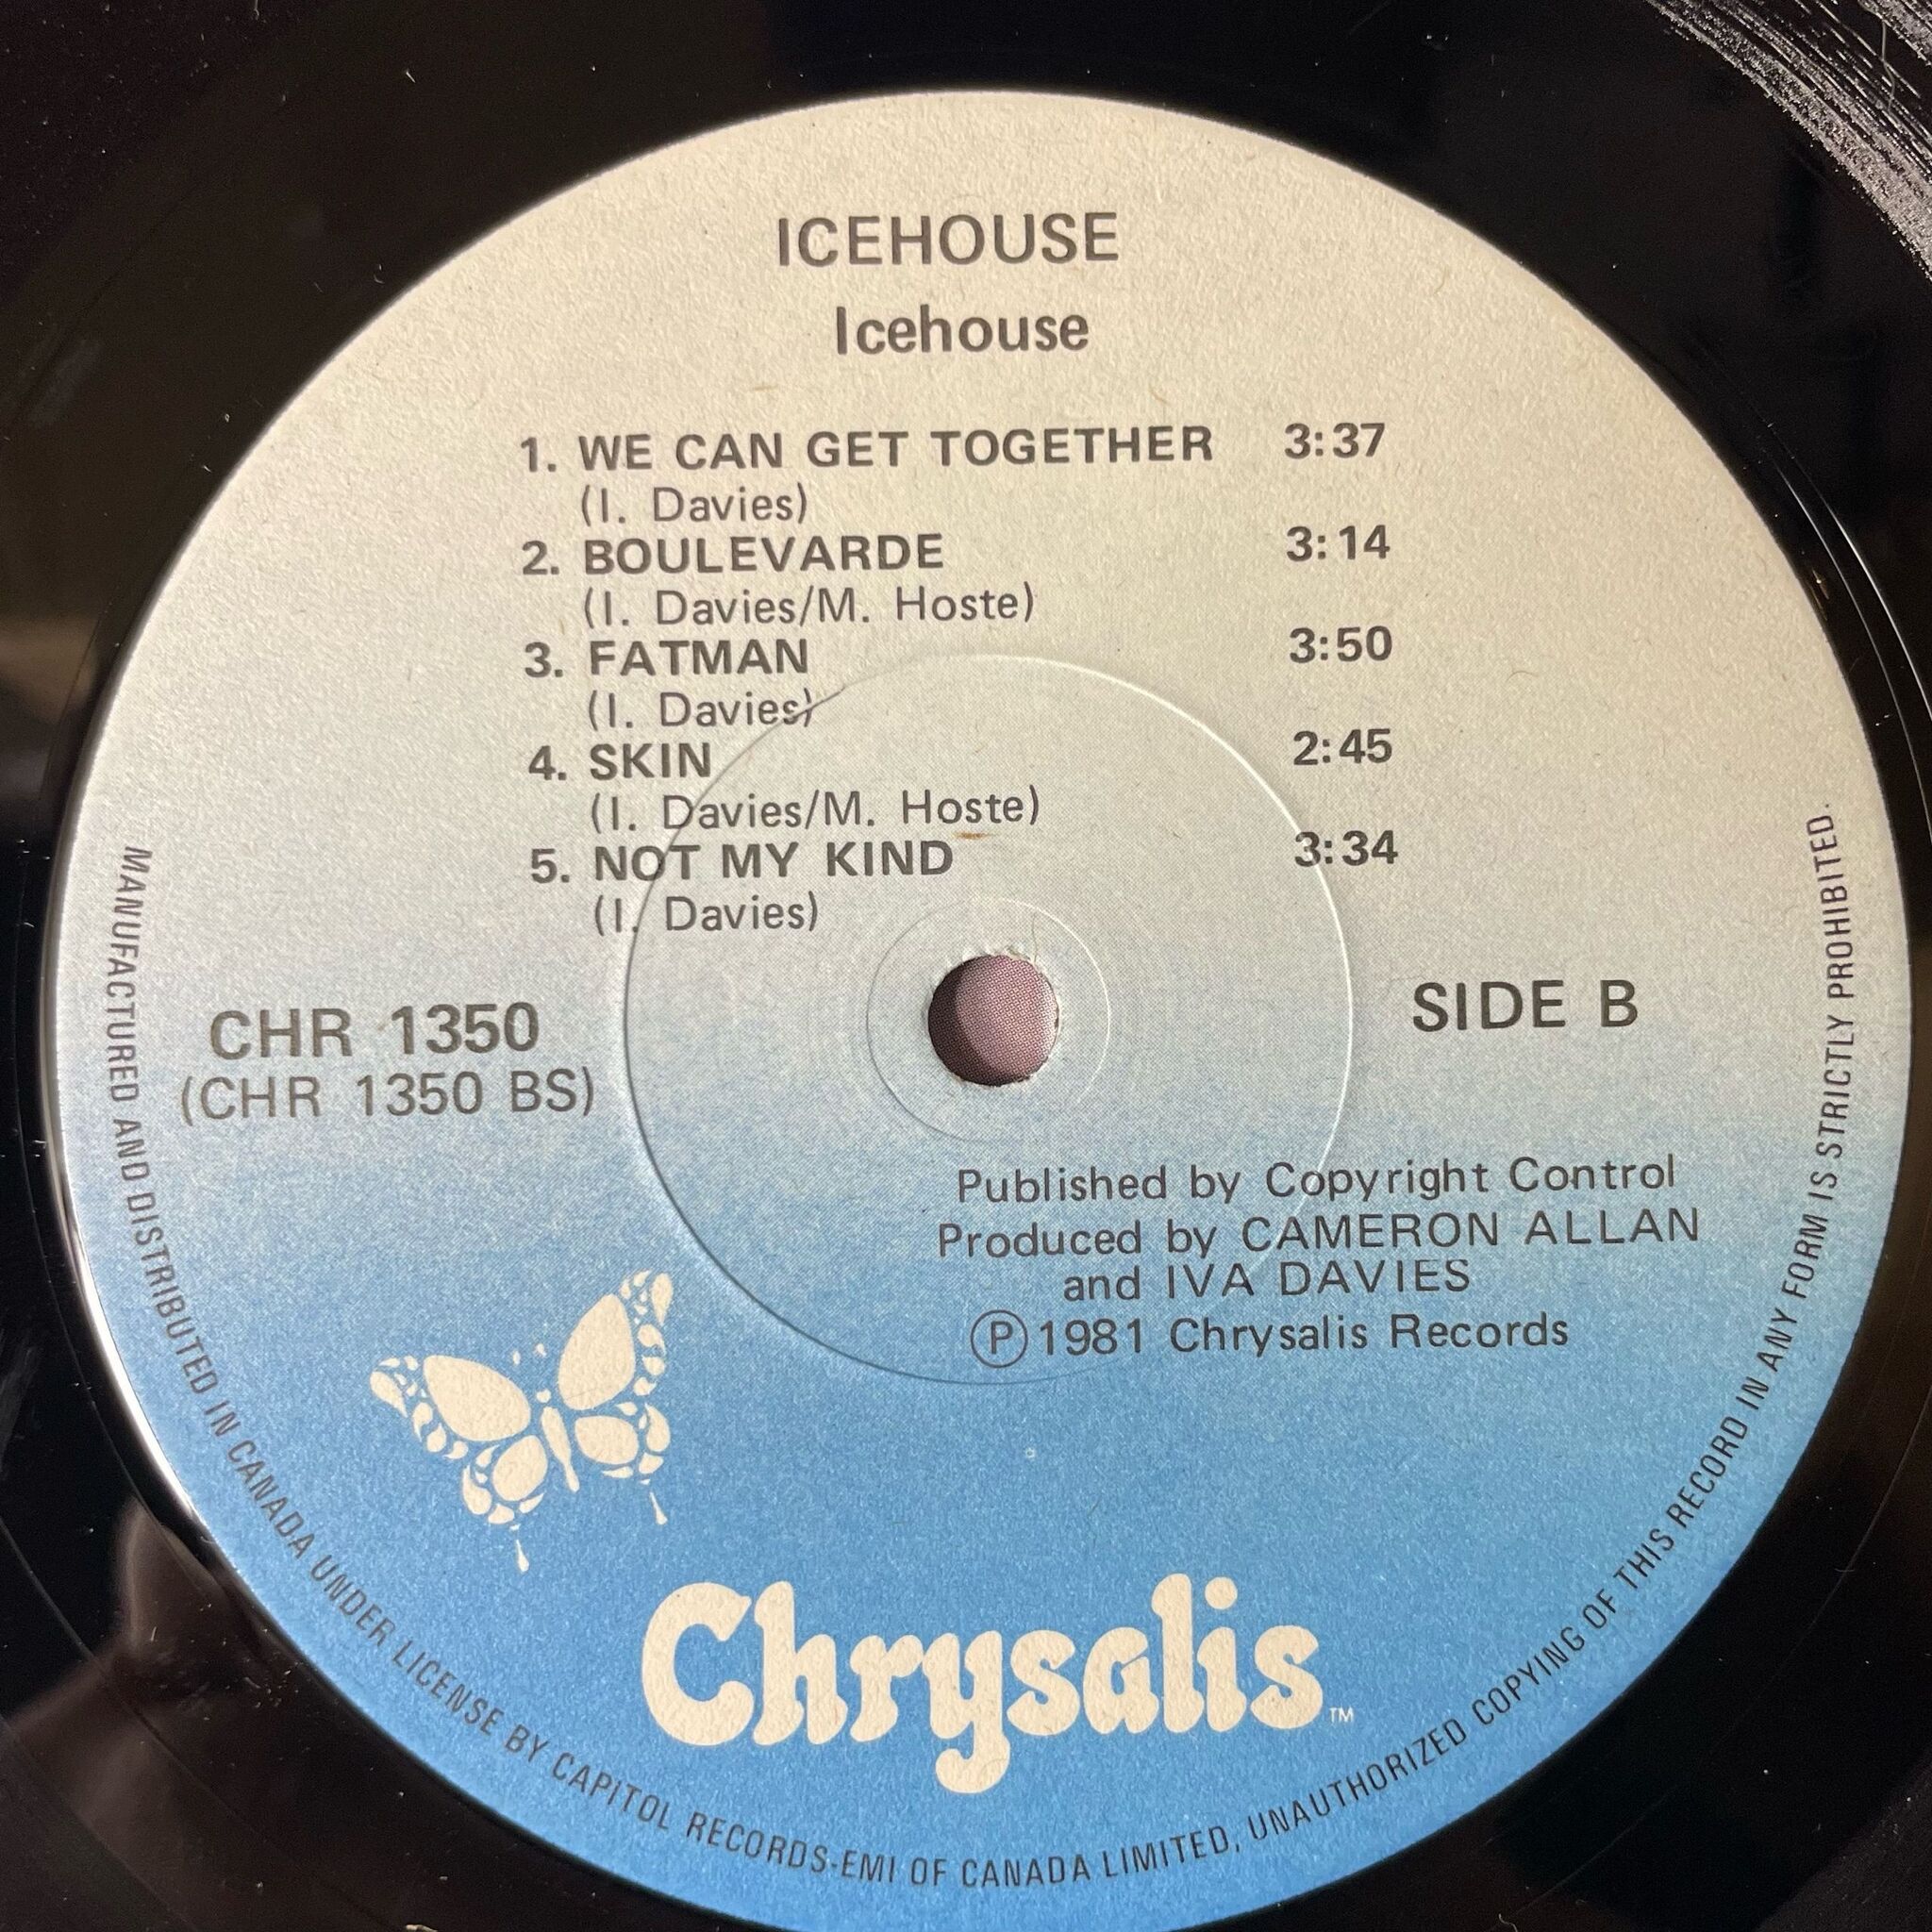 ICEHOUSE
Icehouse
1. WE CAN GET TOGETHER 3:37
(I. Davies)
2. BOULEVARDE 3:14
(I. Davies/M. Hoste)
3. FATMAN 3:50
(I. Davies)
4. SKIN 2:45
(I. Davies/M. Hoste)
5. NOT MY KIND 3:34
(I. Davies)
CHR 1350
(CHR 1350 BS)
SIDE B
Published by Copyright Control
Produced by CAMERON ALLAN
and IVA DAVIES
Ⓟ1981 Chrysalis Records
Chrysalis™
MANUFACTURED AND DISTRIBUTED IN CANADA UNDER LICENSE BY CAPITOL RECORDS-EMI OF CANADA LIMITED, UNAUTHORIZED COPYING OF THIS RECORD IN ANY FORM IS STRICTLY PROHIBITED.